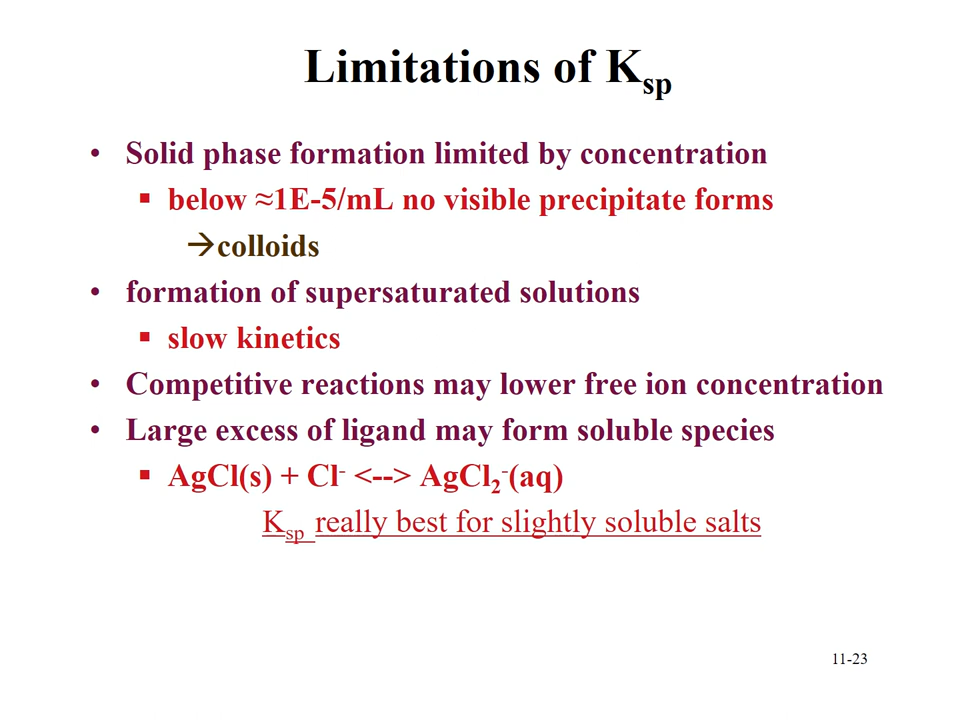 Limitations of Ksp
• Solid phase formation limited by concentration
▪ below ≈1E-5/mL no visible precipitate forms
→colloids
• formation of supersaturated solutions
▪ slow kinetics
• Competitive reactions may lower free ion concentration
• Large excess of ligand may form soluble species
▪ AgCl(s) + Cl- <--> AgCl2-(aq)
Ksp really best for slightly soluble salts
11-23